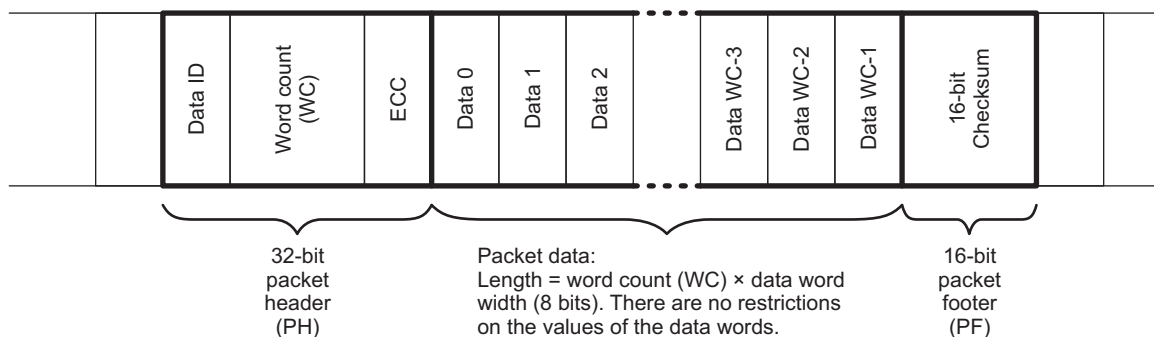 Data ID
Word count
(WC)
ECC
Data 0
Data 1
Data 2
Data WC-3
Data WC-2
Data WC-1
16-bit
Checksum
32-bit
packet
header
(PH)
Packet data:
Length = word count (WC) × data word
width (8 bits). There are no restrictions
on the values of the data words.
16-bit
packet
footer
(PF)